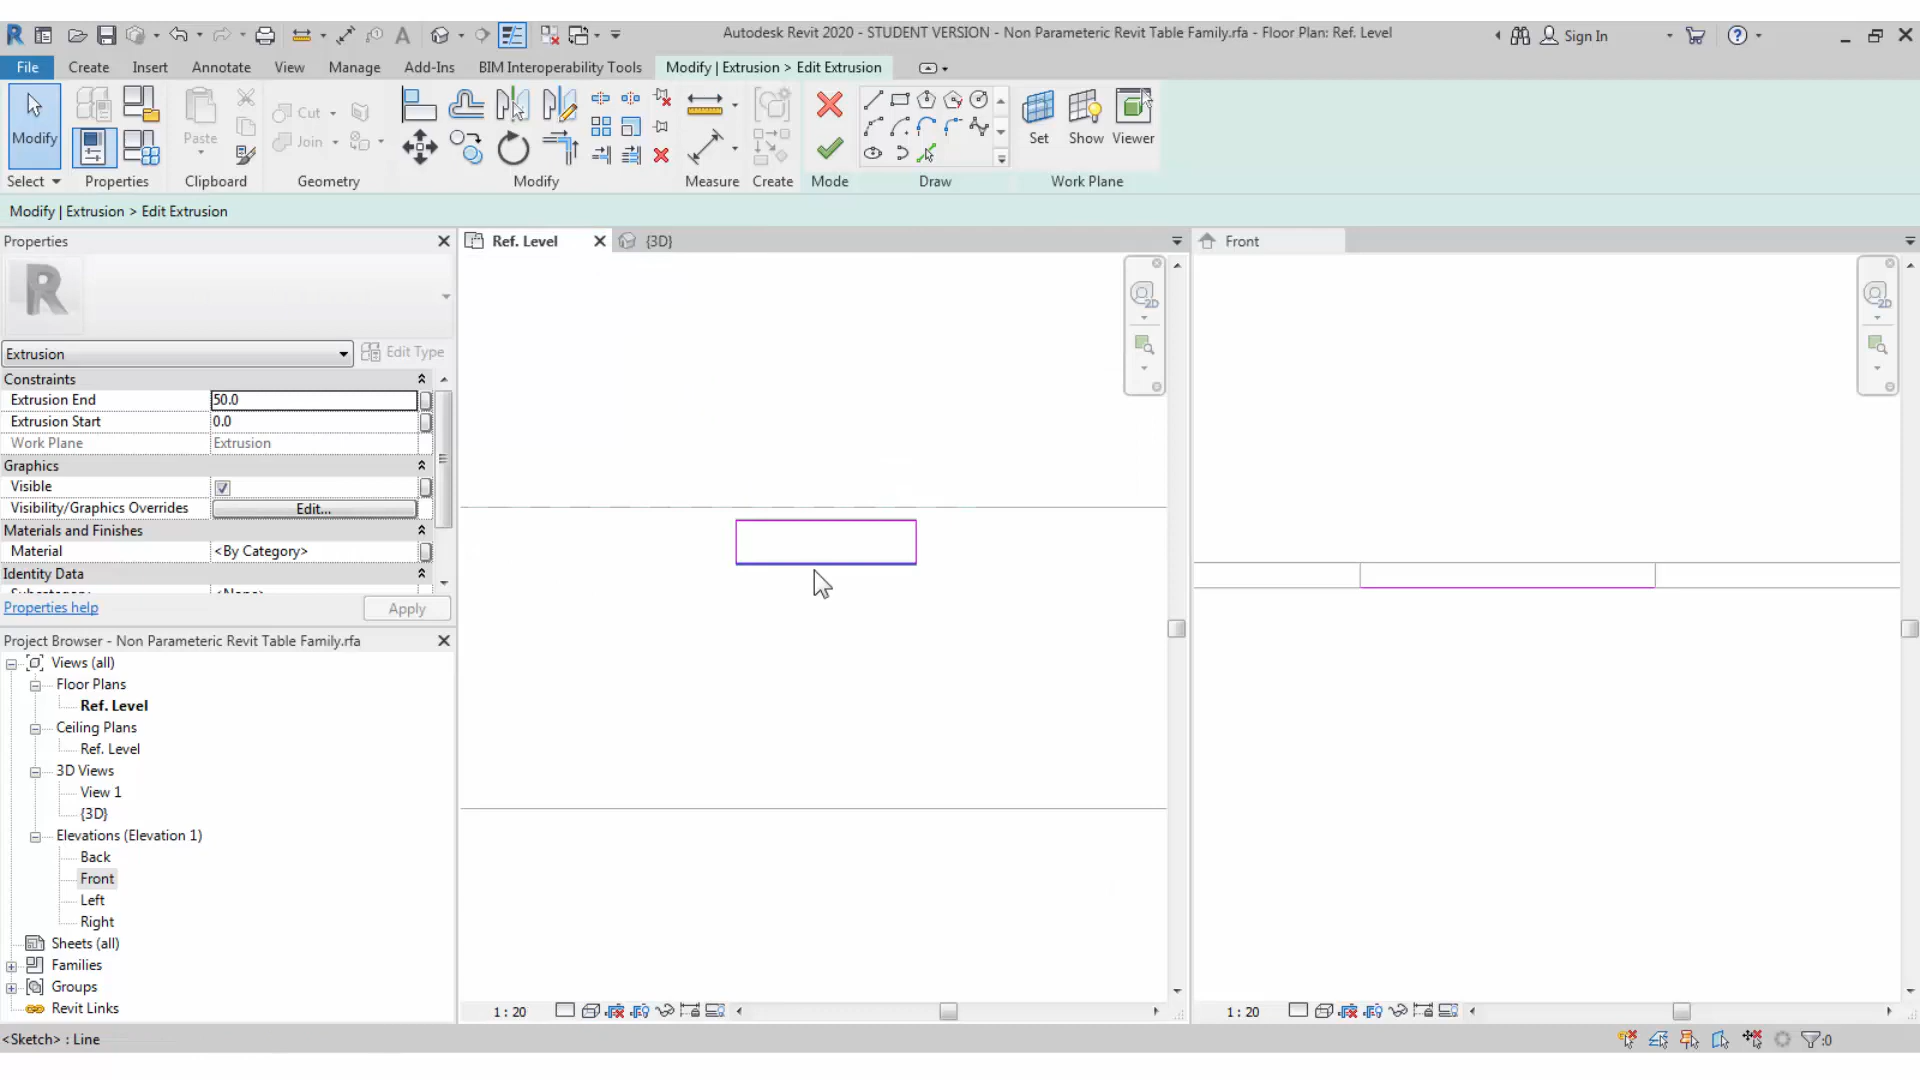 Autodesk Revit 2020 - STUDENT VERSION - Non Parameteric Revit Table Family.rfa - Floor Plan: Ref. Level
Sign In
File
Create
Insert
Annotate
View
Manage
Add-Ins
BIM Interoperability Tools
Modify | Extrusion > Edit Extrusion
Modify
Paste
Cut
Join
Set
Show
Viewer
Select
Properties
Clipboard
Geometry
Modify
Measure
Create
Mode
Draw
Work Plane
Modify | Extrusion > Edit Extrusion
Properties
Extrusion
Edit Type
Constraints
Extrusion End 50.0
Extrusion Start 0.0
Work Plane Extrusion
Graphics
Visible
Visibility/Graphics Overrides Edit...
Materials and Finishes
Material <By Category>
Identity Data
Properties help
Apply
Project Browser - Non Parameteric Revit Table Family.rfa
Views (all)
Floor Plans
Ref. Level
Ceiling Plans
Ref. Level
3D Views
View 1
{3D}
Elevations (Elevation 1)
Back
Front
Left
Right
Sheets (all)
Families
Groups
Revit Links
Ref. Level
{3D}
Front
2D
2D
1 : 20
1 : 20
<Sketch> : Line
:0